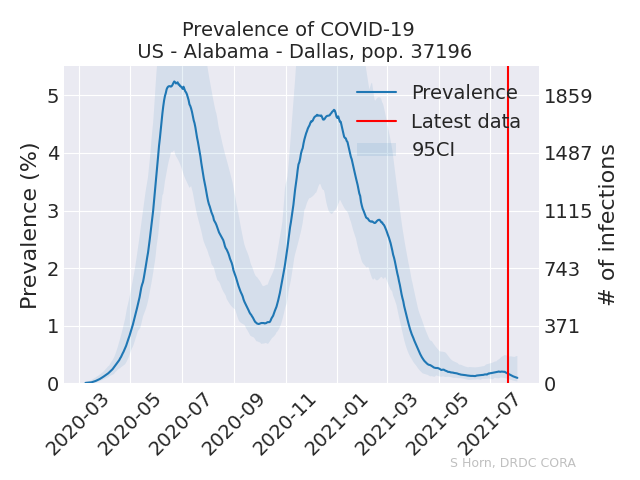 Prevalence of COVID-19
US - Alabama - Dallas, pop. 37196
Prevalence
Latest data
95CI
Prevalence (%)
5
4
3
2
1
0
1859
1487
1115
743
371
0
# of infections
2020-03
2020-05
2020-07
2020-09
2020-11
2021-01
2021-03
2021-05
2021-07
S Horn, DRDC CORA